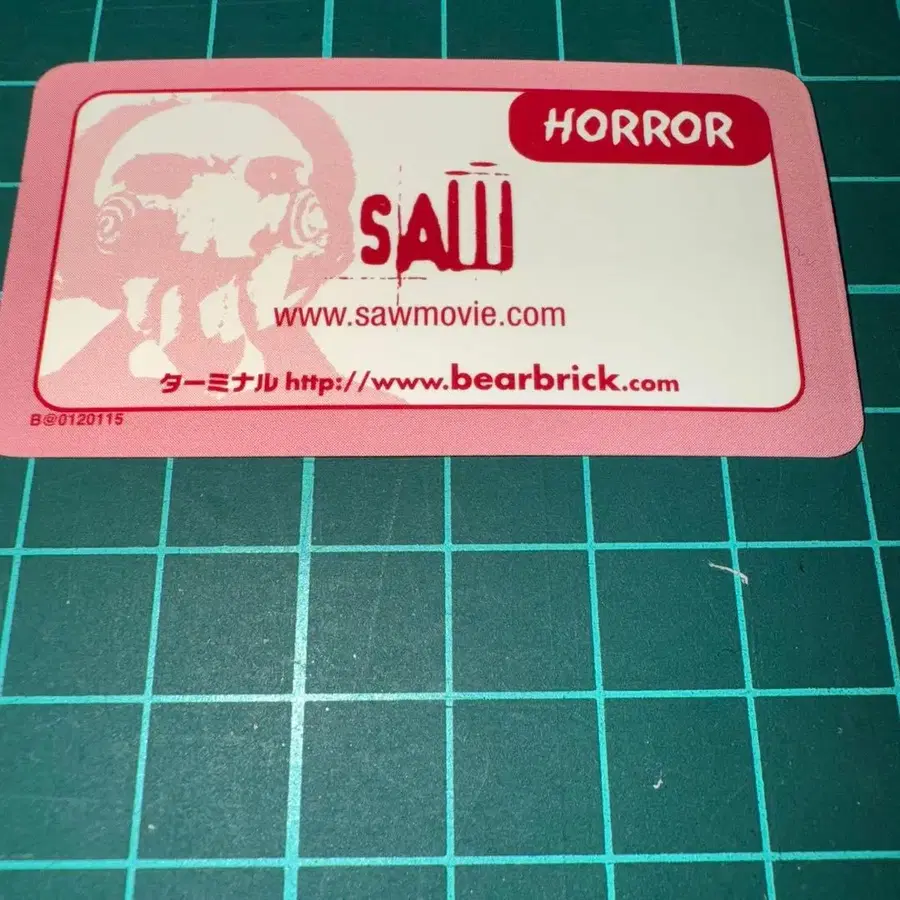 HORROR
SAW
www.sawmovie.com
ターミナル http://www.bearbrick.com
B@0120115